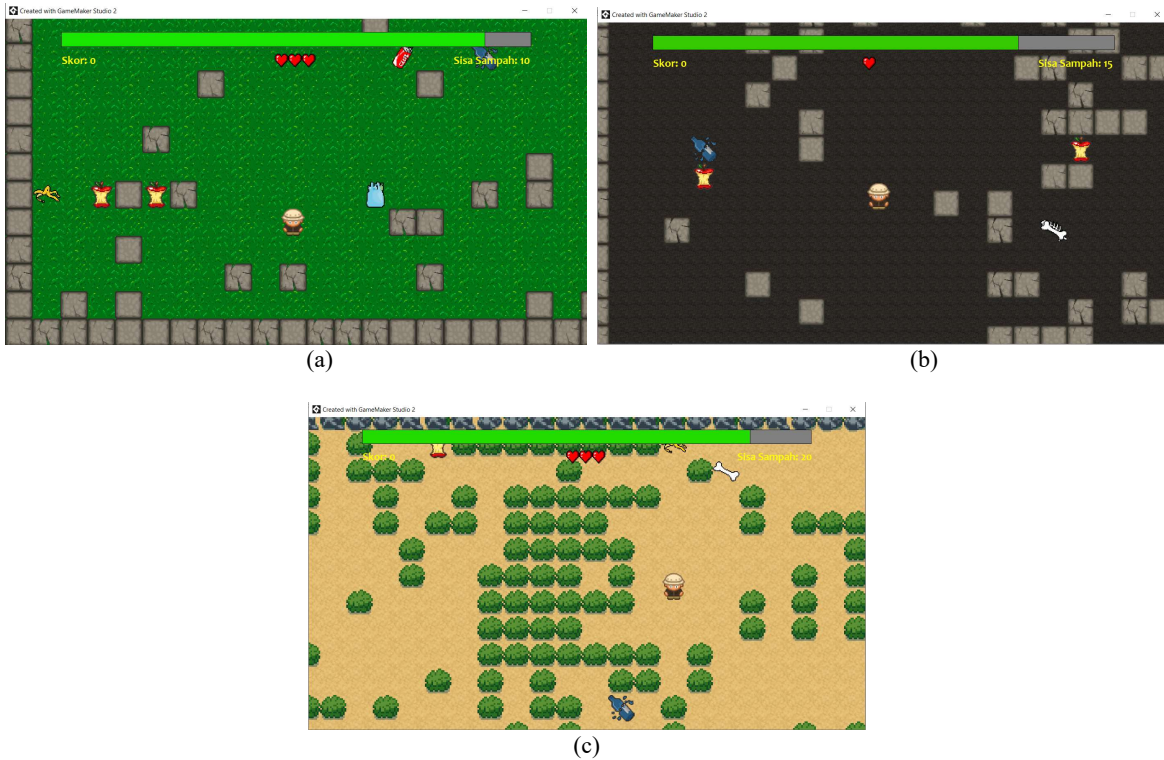 Created with GameMaker Studio 2
Skor: 0
Sisa Sampah: 10
(a)
Created with GameMaker Studio 2
Skor: 0
Sisa Sampah: 15
(b)
Created with GameMaker Studio 2
Skor: 0
Sisa Sampah: 20
(c)